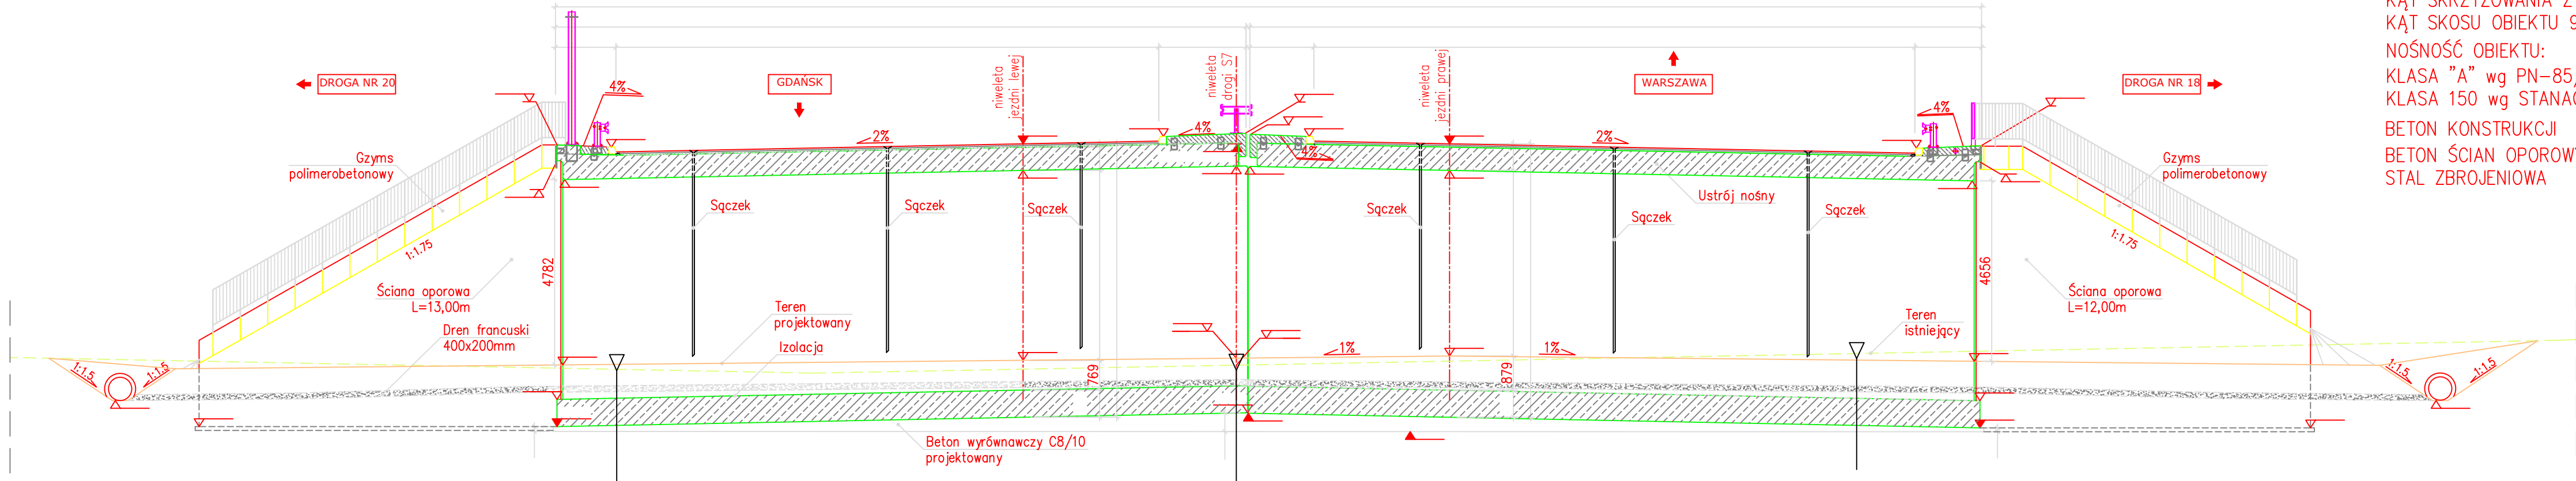 KĄT SKRZYŻOWANIA Z
KĄT SKOSU OBIEKTU 9
NOŚNOŚĆ OBIEKTU:
KLASA "A" wg PN-85/
KLASA 150 wg STANAG
BETON KONSTRUKCJI
BETON ŚCIAN OPOROWY
STAL ZBROJENIOWA
DROGA NR 20
GDAŃSK
WARSZAWA
DROGA NR 18
niweleta
jezdni lewej
niweleta
drogi S7
niweleta
jezdni prawej
4%
2%
4%
4%
2%
4%
Gzyms
polimerobetonowy
Gzyms
polimerobetonowy
Ustrój nośny
Sączek
Sączek
Sączek
Sączek
Sączek
Sączek
1:1.75
1:1.75
4782
4656
Ściana oporowa
L=13,00m
Ściana oporowa
L=12,00m
Dren francuski
400x200mm
Teren
projektowany
Izolacja
Teren
istniejący
1%
1%
1:1.5
1:1.5
1:1.5
1:1.5
769
879
Beton wyrównawczy C8/10
projektowany